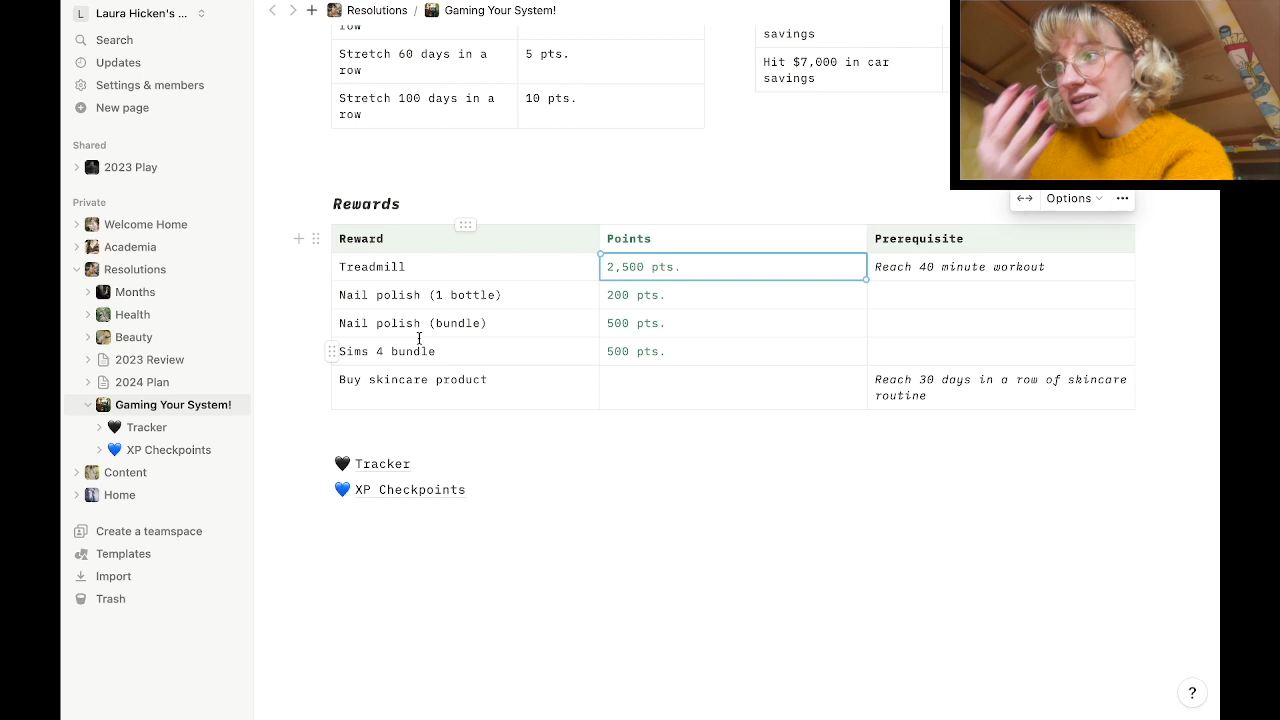 L Laura Hicken's ...
Search
Updates
Settings & members
New page
Shared
2023 Play
Private
Welcome Home
Academia
Resolutions
Months
Health
Beauty
2023 Review
2024 Plan
Gaming Your System!
Tracker
XP Checkpoints
Content
Home
Create a teamspace
Templates
Import
Trash
Resolutions / Gaming Your System!
row
Stretch 60 days in a row 5 pts.
Stretch 100 days in a row 10 pts.
savings
Hit $7,000 in car savings
Rewards
Options
Reward Points Prerequisite
Treadmill 2,500 pts. Reach 40 minute workout
Nail polish (1 bottle) 200 pts.
Nail polish (bundle) 500 pts.
Sims 4 bundle 500 pts.
Buy skincare product Reach 30 days in a row of skincare routine
Tracker
XP Checkpoints
?